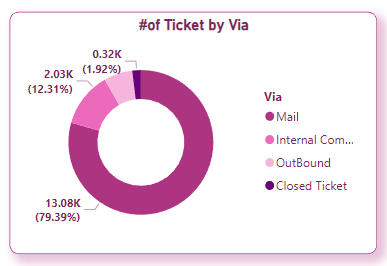 #of Ticket by Via
0.32K
(1.92%)
2.03K
(12.31%)
13.08K
(79.39%)
Via
Mail
Internal Com...
OutBound
Closed Ticket